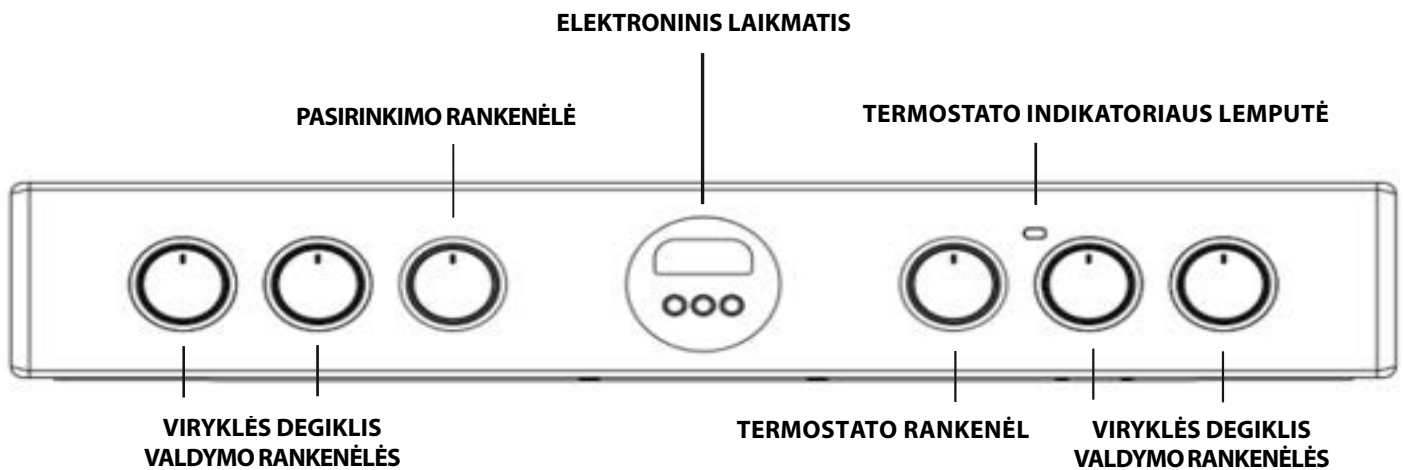 ELEKTRONINIS LAIKMATIS
PASIRINKIMO RANKENĖLĖ
TERMOSTATO INDIKATORIAUS LEMPUTĖ
VIRYKLĖS DEGIKLIS
VALDYMO RANKENĖLĖS
TERMOSTATO RANKENĖL
VIRYKLĖS DEGIKLIS
VALDYMO RANKENĖLĖS